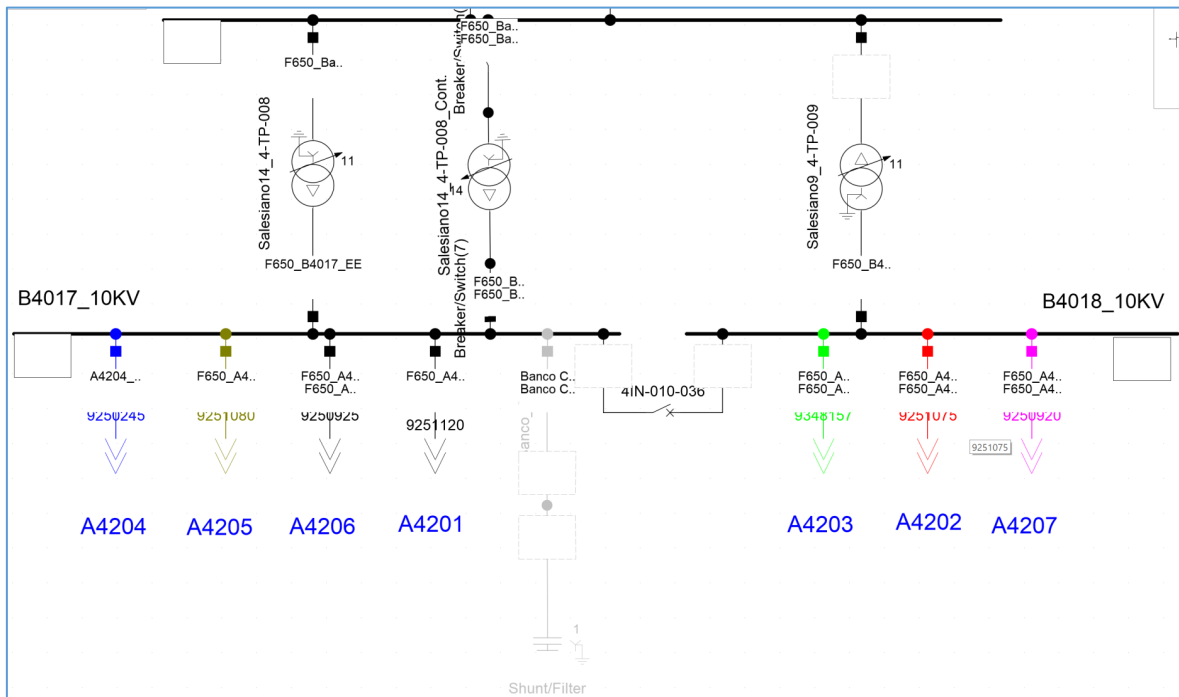 F650_Ba..
F650_Ba..
F650_Ba..
Breaker/Switch(
Salesiano14_4-TP-008
11
Salesiano14_4-TP-008_Cont.
14
Salesiano9_4-TP-009
11
F650_B4017_EE
Breaker/Switch(7)
F650_B..
F650_B..
F650_B4..
B4017_10KV
B4018_10KV
A4204_..
F650_A4..
F650_A4..
F650_A..
F650_A4..
Banco C..
Banco C..
4IN-010-036
F650_A..
F650_A..
F650_A4..
F650_A4..
F650_A4..
F650_A4..
9250245
9251080
9250925
9251120
anco_
9348157
9251075
9250920
9251075
A4204
A4205
A4206
A4201
A4203
A4202
A4207
1
Shunt/Filter